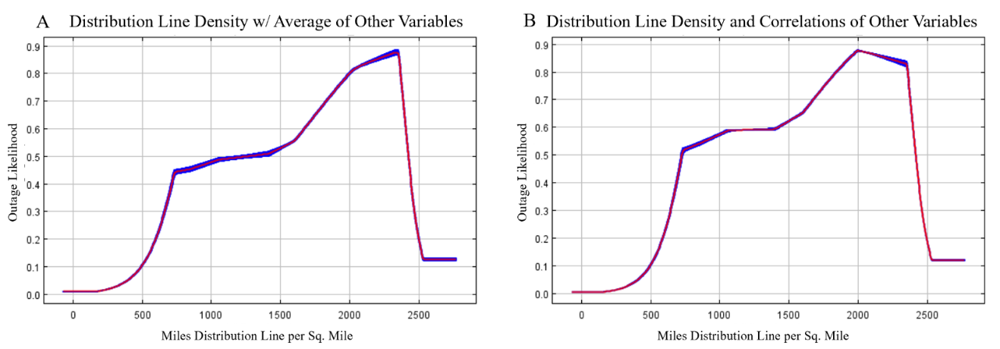 A Distribution Line Density w/ Average of Other Variables
0.9
0.8
0.7
0.6
0.5
0.4
0.3
0.2
0.1
0.0
Outage Likelihood
0 500 1000 1500 2000 2500
Miles Distribution Line per Sq. Mile
B Distribution Line Density and Correlations of Other Variables
0.9
0.8
0.7
0.6
0.5
0.4
0.3
0.2
0.1
0.0
Outage Likelihood
0 500 1000 1500 2000 2500
Miles Distribution Line per Sq. Mile